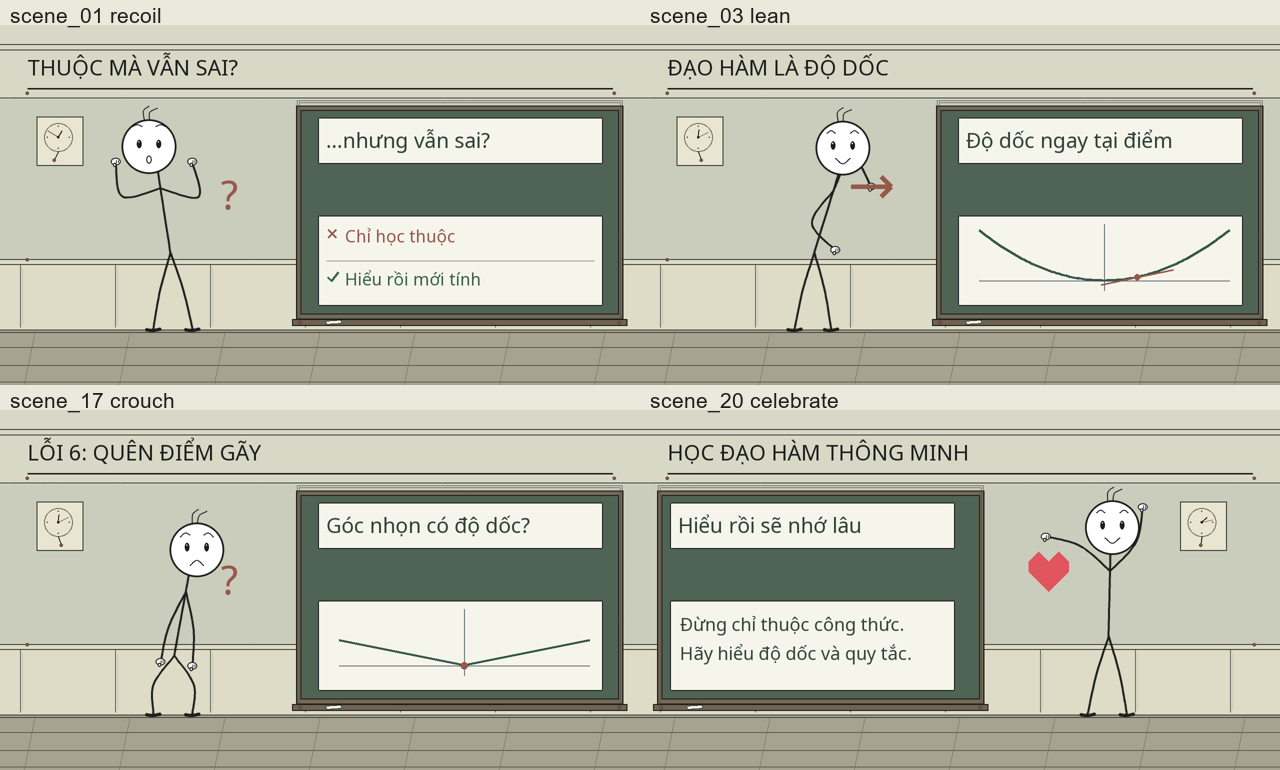 scene_01 recoil
THUỘC MÀ VẪN SAI?
...nhưng vẫn sai?
?
× Chỉ học thuộc
✓ Hiểu rồi mới tính
scene_03 lean
ĐẠO HÀM LÀ ĐỘ DỐC
Độ dốc ngay tại điểm
scene_17 crouch
LỖI 6: QUÊN ĐIỂM GÃY
Góc nhọn có độ dốc?
?
scene_20 celebrate
HỌC ĐẠO HÀM THÔNG MINH
Hiểu rồi sẽ nhớ lâu
Đừng chỉ thuộc công thức.
Hãy hiểu độ dốc và quy tắc.